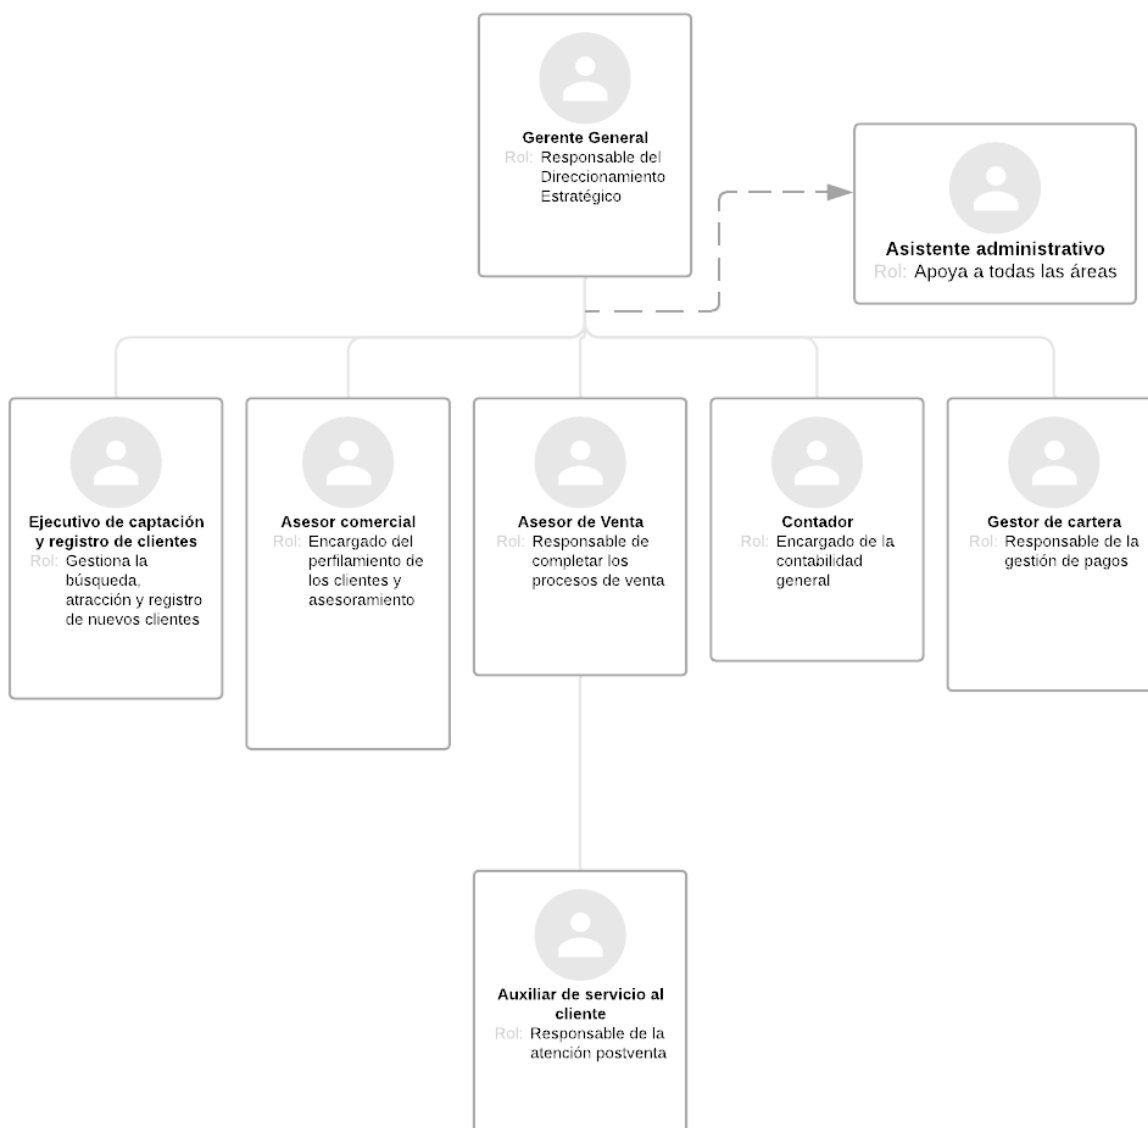 Gerente General
Rol: Responsable del
Direccionamiento
Estratégico
Asistente administrativo
Rol: Apoya a todas las áreas
Ejecutivo de captación
y registro de clientes
Rol: Gestiona la
búsqueda,
atracción y registro
de nuevos clientes
Asesor comercial
Rol: Encargado del
perfilamiento de
los clientes y
asesoramiento
Asesor de Venta
Rol: Responsable de
completar los
procesos de venta
Contador
Rol: Encargado de la
contabilidad
general
Gestor de cartera
Rol: Responsable de la
gestión de pagos
Auxiliar de servicio al
cliente
Rol: Responsable de la
atención postventa